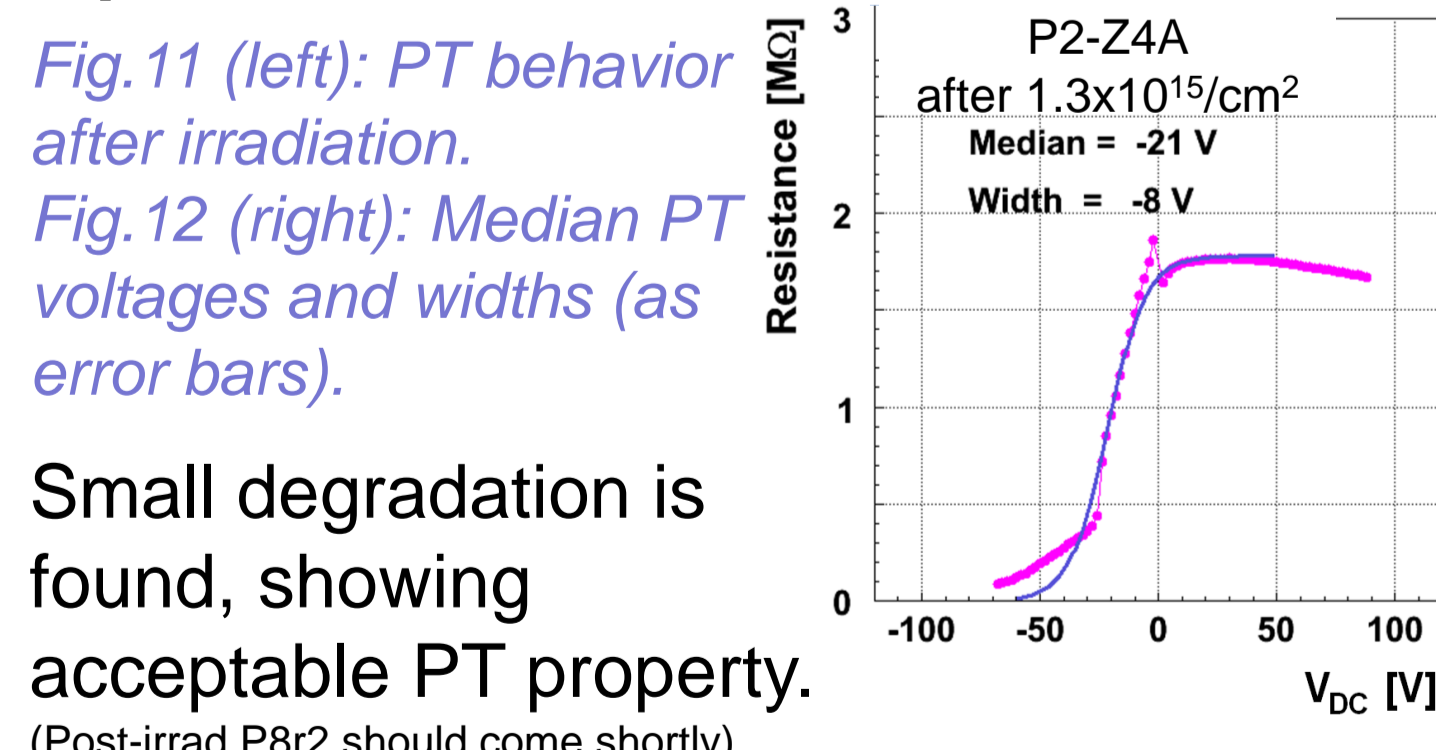 Fig.11 (left): PT behavior
after irradiation.
Fig.12 (right): Median PT
voltages and widths (as
error bars).
Small degradation is
found, showing
acceptable PT property.
(Post-irrad P8r2 should come shortly)
Resistance [MΩ]
P2-Z4A
after 1.3x10¹⁵/cm²
Median = -21 V
Width = -8 V
3
2
1
0
-100 -50 0 50 100
V_DC [V]